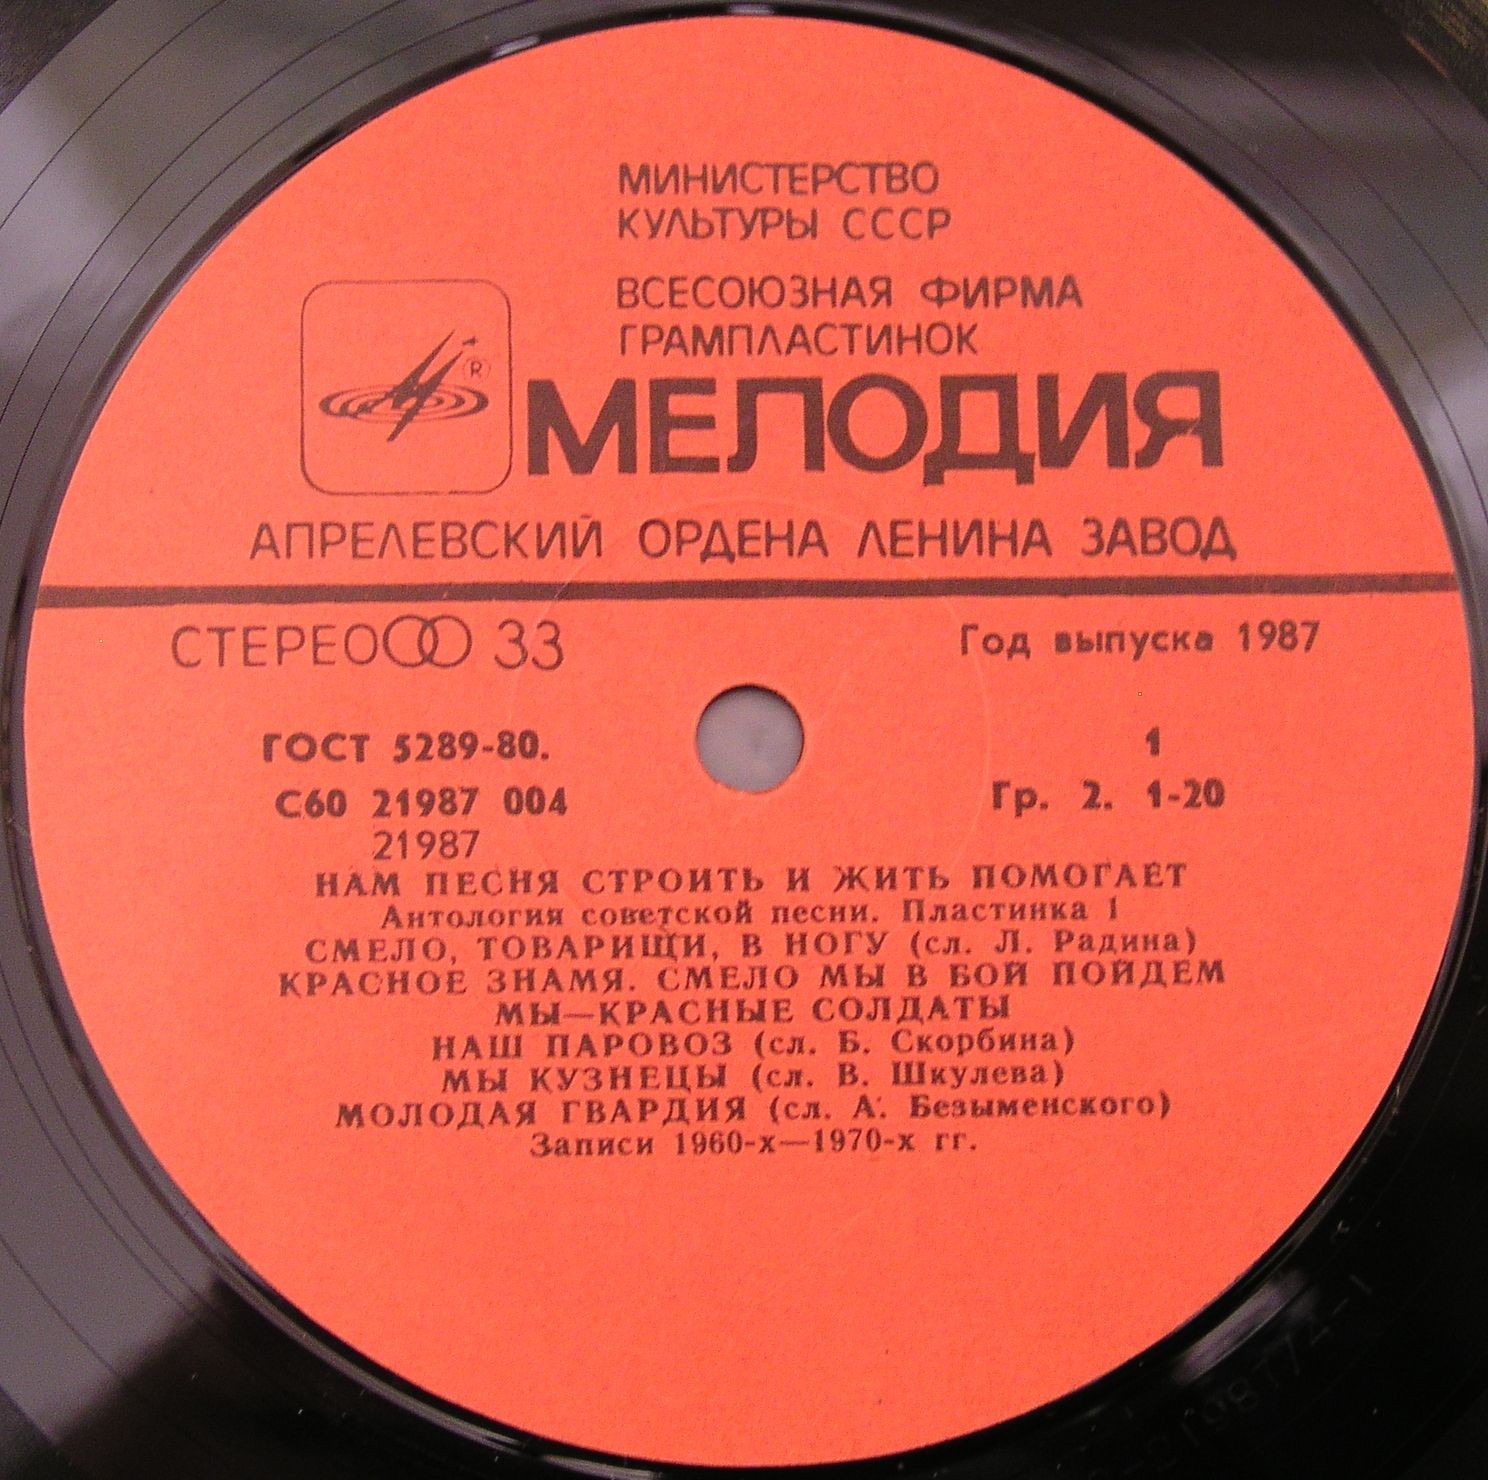 МИНИСТЕРСТВО
КУЛЬТУРЫ СССР
ВСЕСОЮЗНАЯ ФИРМА
ГРАМПЛАСТИНОК
®
МЕЛОДИЯ
АПРЕЛЕВСКИЙ ОРДЕНА ЛЕНИНА ЗАВОД
СТЕРЕО 33
Год выпуска 1987
ГОСТ 5289-80.
1
С60 21987 004
Гр. 2. 1-20
21987
НАМ ПЕСНЯ СТРОИТЬ И ЖИТЬ ПОМОГАЕТ
Антология советской песни. Пластинка 1
СМЕЛО, ТОВАРИЩИ, В НОГУ (сл. Л. Радина)
КРАСНОЕ ЗНАМЯ. СМЕЛО МЫ В БОЙ ПОЙДЕМ
МЫ—КРАСНЫЕ СОЛДАТЫ
НАШ ПАРОВОЗ (сл. Б. Скорбина)
МЫ КУЗНЕЦЫ (сл. В. Шкулева)
МОЛОДАЯ ГВАРДИЯ (сл. А. Безыменского)
Записи 1960-х—1970-х гг.